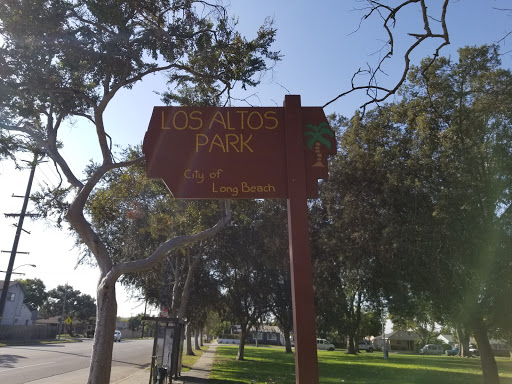 LOS ALTOS
PARK
City of
Long Beach